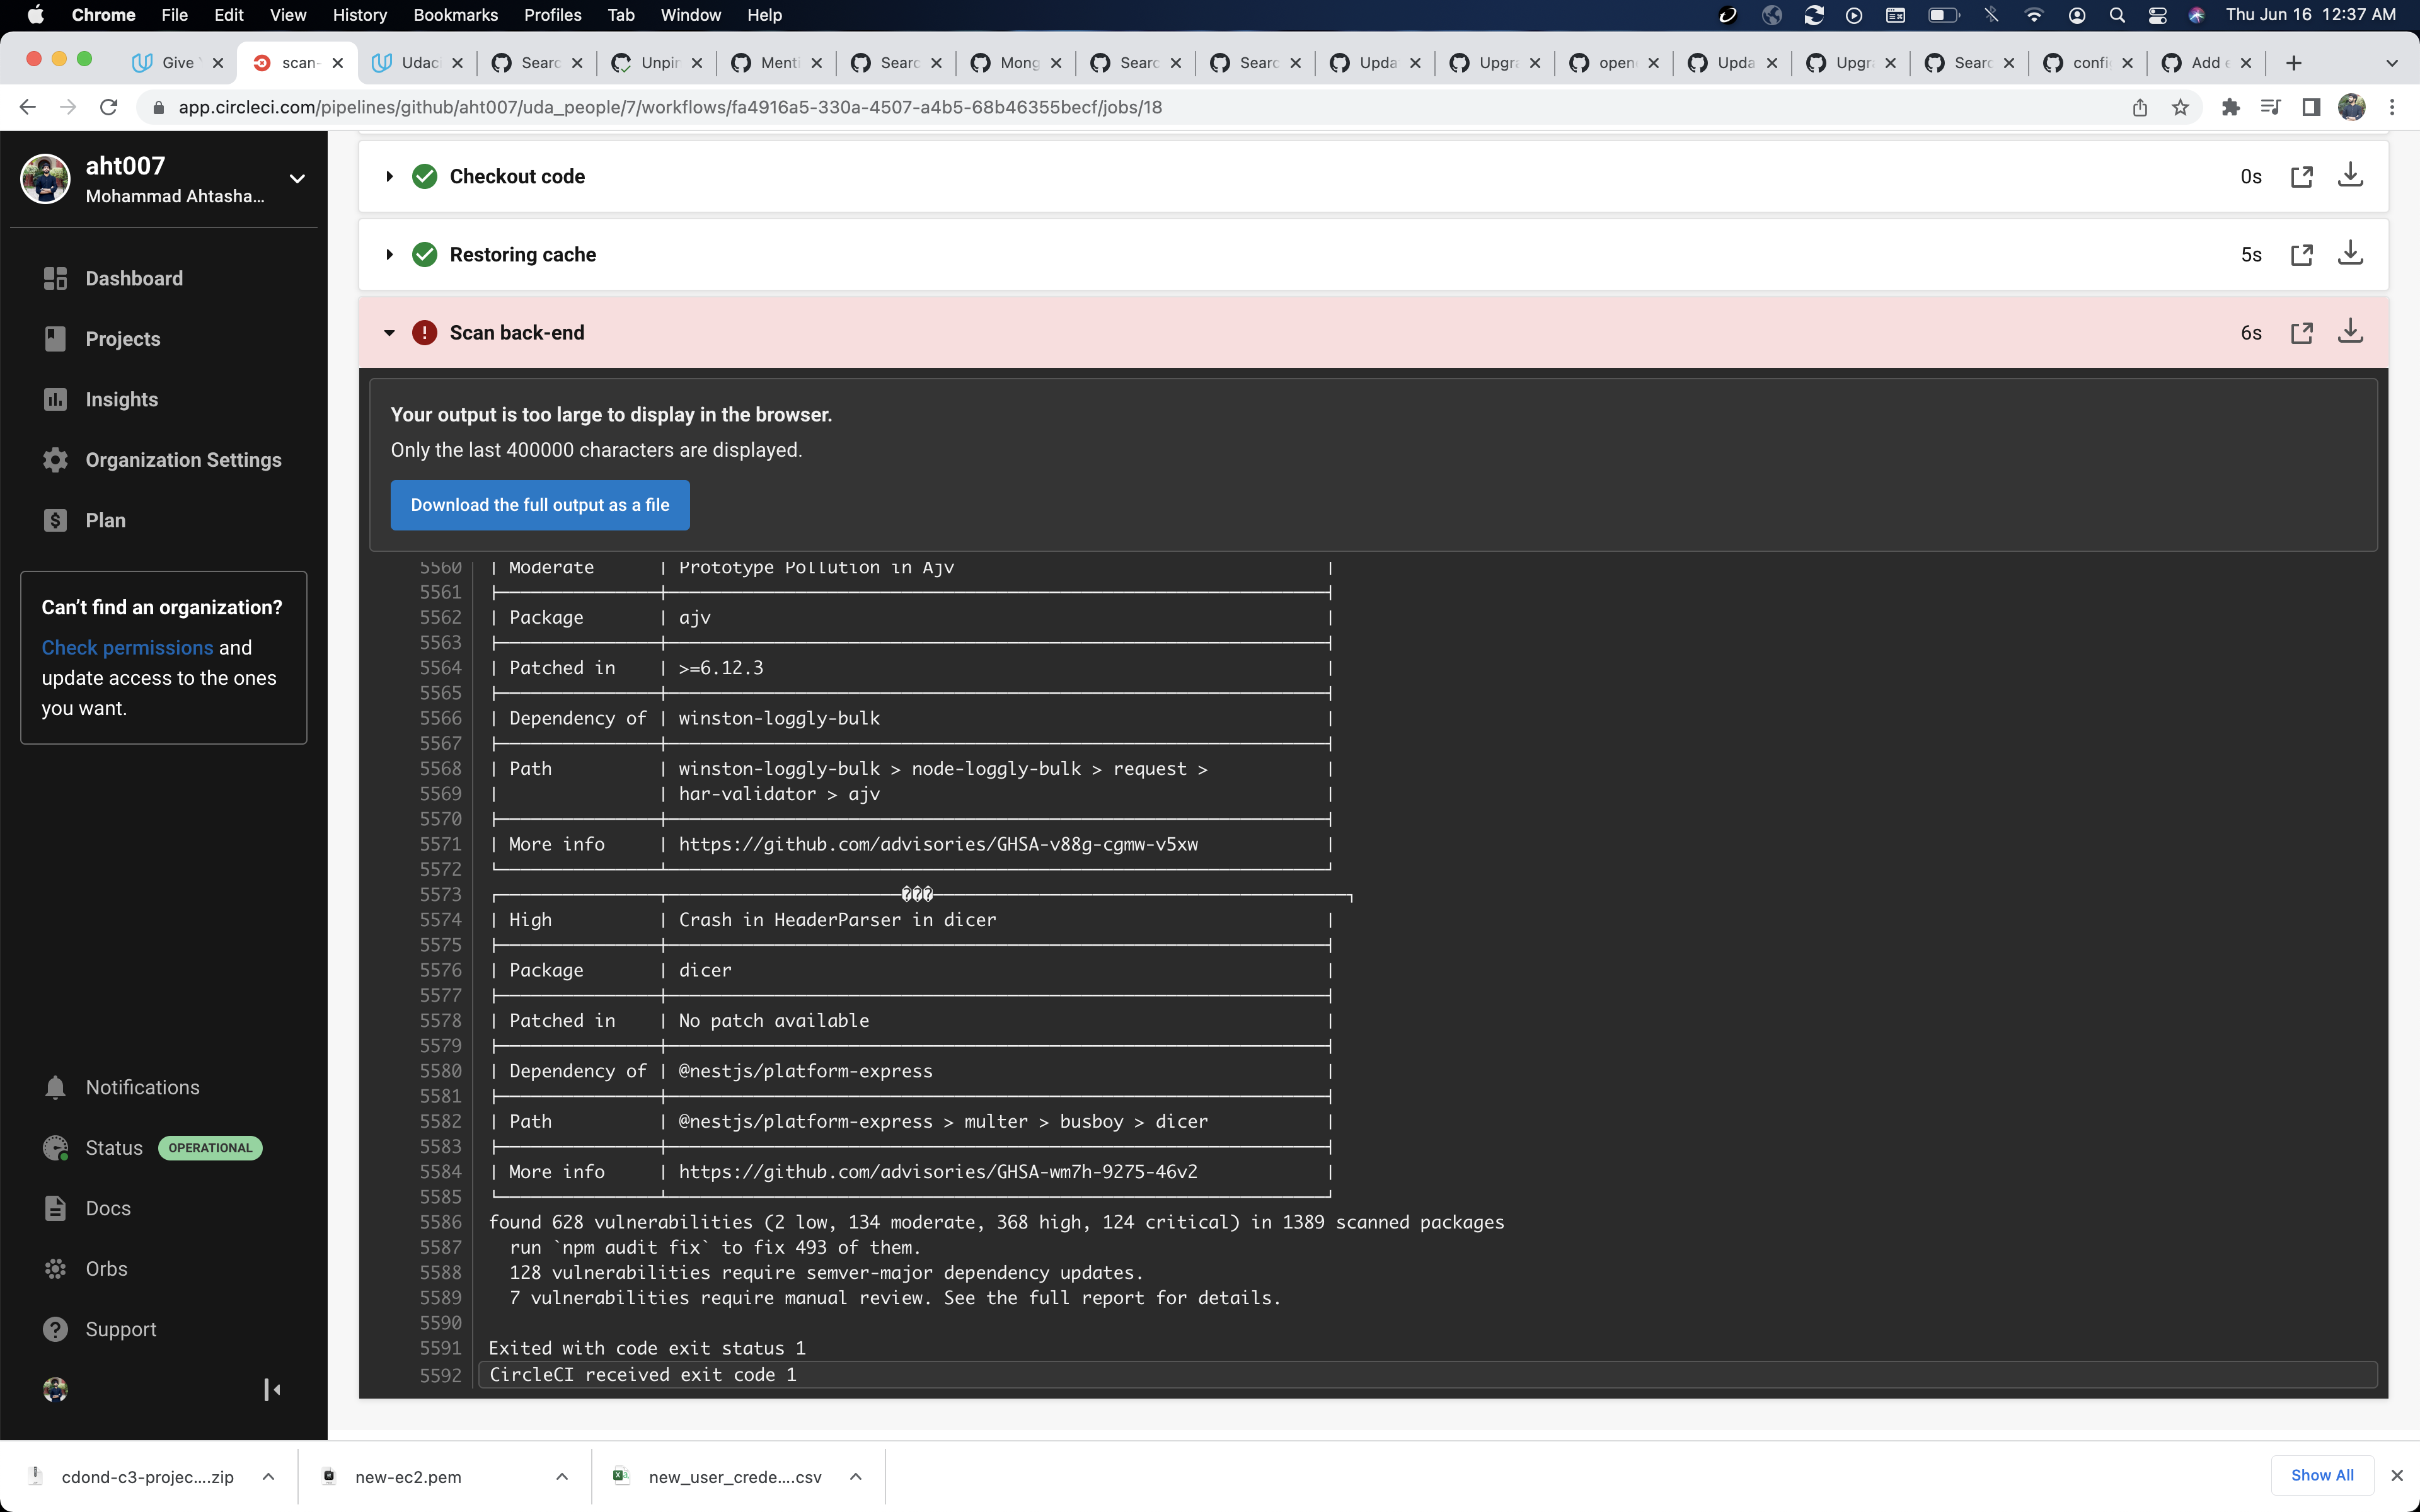 Chrome File Edit View History Bookmarks Profiles Tab Window Help Thu Jun 16 12:37 AM
Give scan- Udac Searc Unpin Menti Searc Mong Searc Searc Upda Upgra open Upda Upgra Searc confi Add
app.circleci.com/pipelines/github/aht007/uda_people/7/workflows/fa4916a5-330a-4507-a4b5-68b46355becf/jobs/18
aht007
Mohammad Ahtasha...
Dashboard
Projects
Insights
Organization Settings
Plan
Can't find an organization?
Check permissions and
update access to the ones
you want.
Notifications
Status OPERATIONAL
Docs
Orbs
Support
Checkout code 0s
Restoring cache 5s
Scan back-end 6s
Your output is too large to display in the browser.
Only the last 400000 characters are displayed.
Download the full output as a file
5560 | Moderate | Prototype Pollution in Ajv |
5561
5562 | Package | ajv |
5563
5564 | Patched in | >=6.12.3 |
5565
5566 | Dependency of | winston-loggly-bulk |
5567
5568 | Path | winston-loggly-bulk > node-loggly-bulk > request > |
5569 | | har-validator > ajv |
5570
5571 | More info | https://github.com/advisories/GHSA-v88g-cgmw-v5xw |
5572
5573 ���
5574 | High | Crash in HeaderParser in dicer |
5575
5576 | Package | dicer |
5577
5578 | Patched in | No patch available |
5579
5580 | Dependency of | @nestjs/platform-express |
5581
5582 | Path | @nestjs/platform-express > multer > busboy > dicer |
5583
5584 | More info | https://github.com/advisories/GHSA-wm7h-9275-46v2 |
5585
5586 found 628 vulnerabilities (2 low, 134 moderate, 368 high, 124 critical) in 1389 scanned packages
5587 run `npm audit fix` to fix 493 of them.
5588 128 vulnerabilities require semver-major dependency updates.
5589 7 vulnerabilities require manual review. See the full report for details.
5590
5591 Exited with code exit status 1
5592 CircleCI received exit code 1
cdond-c3-projec....zip new-ec2.pem new_user_crede....csv Show All